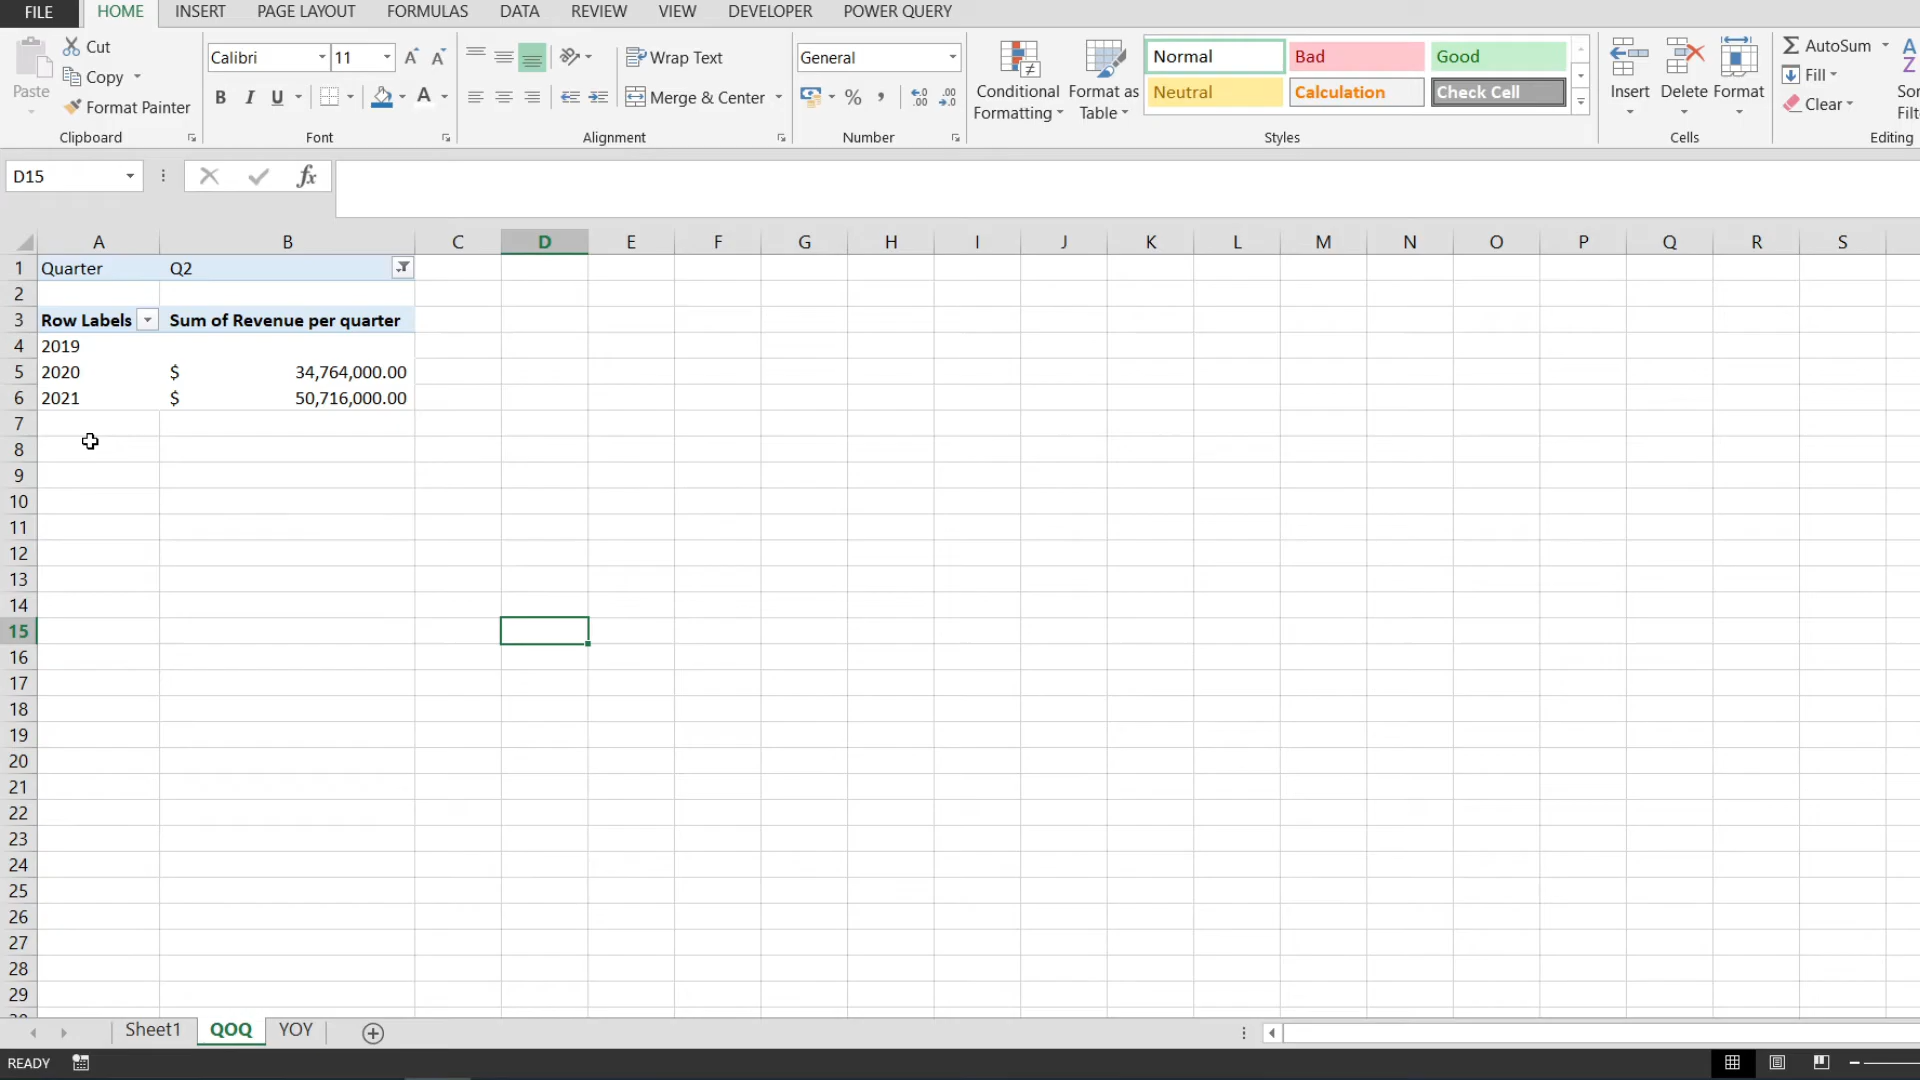 FILE HOME INSERT PAGE LAYOUT FORMULAS DATA REVIEW VIEW DEVELOPER POWER QUERY
Paste
Cut
Copy
Format Painter
Clipboard
Calibri 11
B I U
Font
Wrap Text
Merge & Center
Alignment
General
% ,
Number
Conditional Formatting
Format as Table
Normal Bad Good
Neutral Calculation Check Cell
Styles
Insert Delete Format
Cells
AutoSum
Fill
Clear
Editing
D15
fx
A B C D E F G H I J K L M N O P Q R S
1 Quarter Q2
2
3 Row Labels Sum of Revenue per quarter
4 2019
5 2020 $ 34,764,000.00
6 2021 $ 50,716,000.00
7
8
9
10
11
12
13
14
15
16
17
18
19
20
21
22
23
24
25
26
27
28
29
Sheet1 QOQ YOY
READY